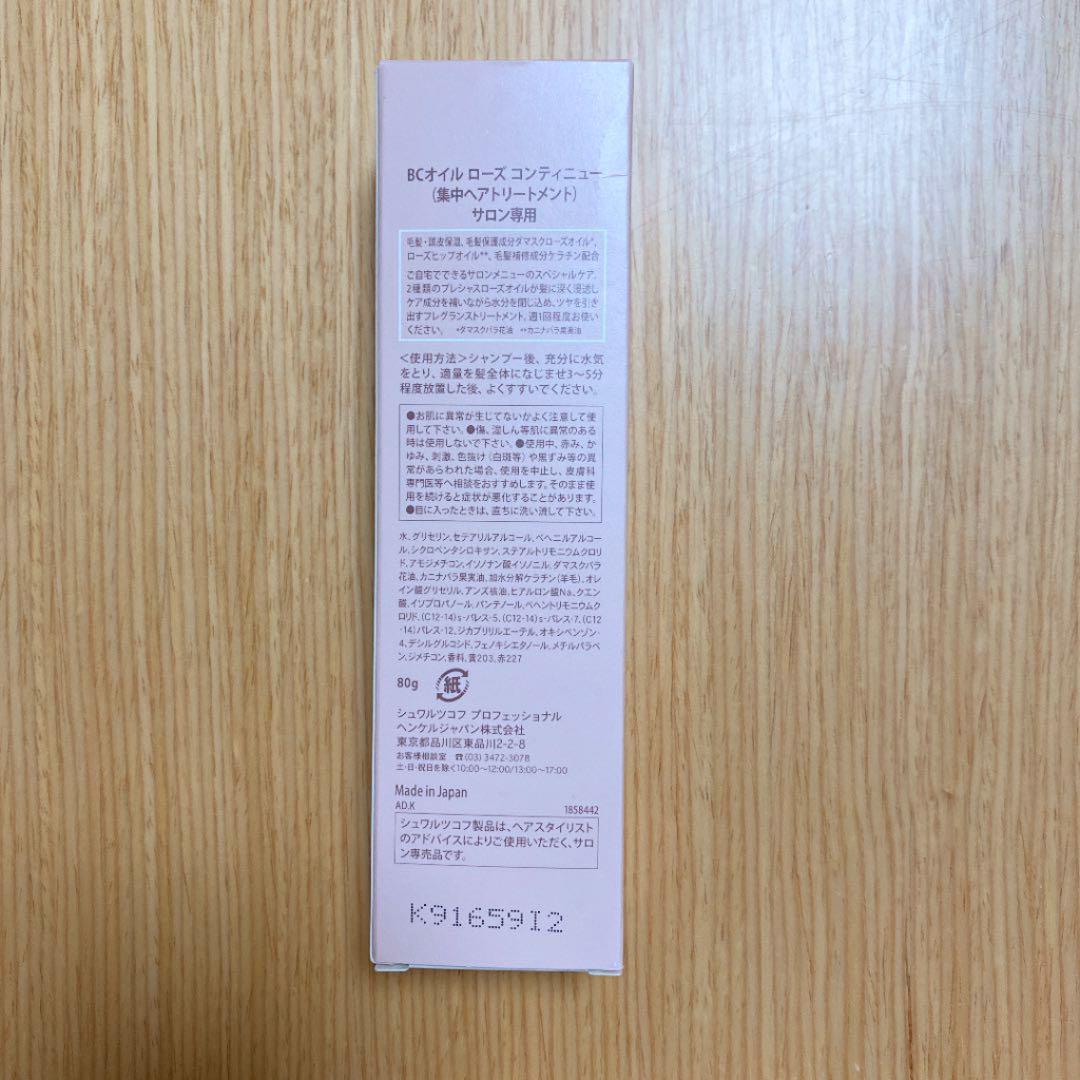 BCオイル ローズ コンティニュー
(集中ヘアトリートメント)
サロン専用
毛髪・頭皮保湿、毛髪保護成分ダマスクローズオイル*、
ローズヒップオイル**、毛髪補修成分ケラチン配合
ご自宅でできるサロンメニューのスペシャルケア。
2種類のプレシャスローズオイルが髪に深く浸透し
ケア成分を補いながら水分を閉じ込め、ツヤを引き
出すフレグランストリートメント。週1回程度お使い
ください。 *ダマスクバラ花油 **カニナバラ果実油
<使用方法>シャンプー後、充分に水気
をとり、適量を髪全体になじませ3〜5分
程度放置した後、よくすすいでください。
●お肌に異常が生じてないかよく注意して使
用して下さい。●傷、湿しん等肌に異常のある
時は使用しないで下さい。●使用中、赤み、か
ゆみ、刺激、色抜け(白斑等)や黒ずみ等の異
常があらわれた場合、使用を中止し、皮膚科
専門医等へ相談をおすすめします。そのまま使
用を続けると症状が悪化することがあります。
●目に入ったときは、直ちに洗い流して下さい。
水、グリセリン、セテアリルアルコール、ベヘニルアルコー
ル、シクロペンタシロキサン、ステアルトリモニウムクロリ
ド、アモジメチコン、イソノナン酸イソノニル、ダマスクバラ
花油、カニナバラ果実油、加水分解ケラチン(羊毛)、オレ
イン酸グリセリル、アンズ核油、ヒアルロン酸Na、クエン
酸、イソプロパノール、パンテノール、ベヘントリモニウムク
ロリド、(C12-14)s-パレス-5、(C12-14)s-パレス-7、(C12
-14)パレス-12、ジカプリリルエーテル、オキシベンゾン-
4、デシルグルコシド、フェノキシエタノール、メチルパラベ
ン、ジメチコン、香料、黄203、赤227
80g 紙
シュワルツコフ プロフェッショナル
ヘンケルジャパン株式会社
東京都品川区東品川2-2-8
お客様相談室 ☎(03)3472-3078
土・日・祝日を除く10:00〜12:00/13:00〜17:00
Made in Japan
AD.K 1858442
シュワルツコフ製品は、ヘアスタイリスト
のアドバイスによりご使用いただく、サロ
ン専売品です。
K91659I2